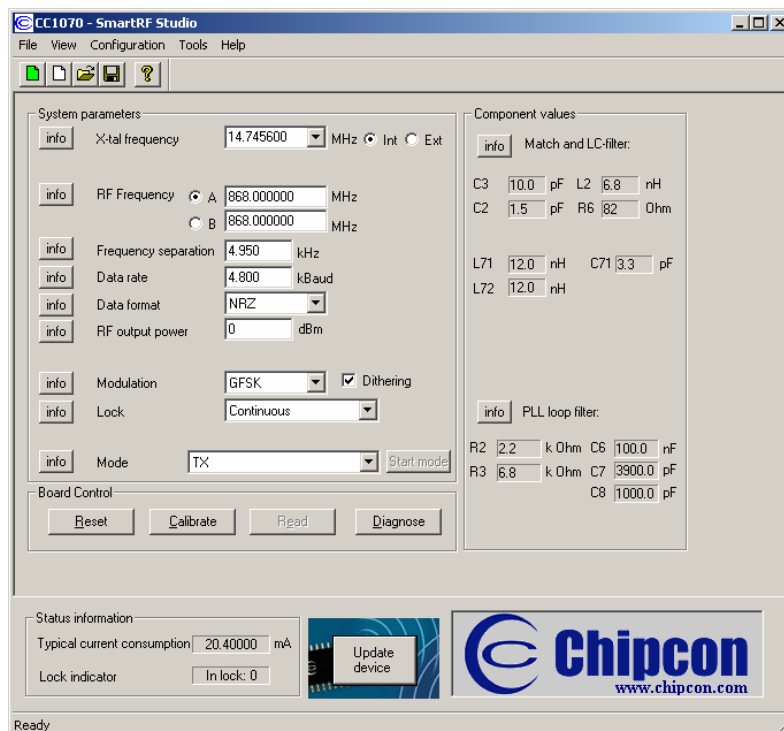 CC1070 - SmartRF Studio
File View Configuration Tools Help
System parameters
info X-tal frequency 14.745600 MHz Int Ext
info RF Frequency A 868.000000 MHz
B 868.000000 MHz
info Frequency separation 4.950 kHz
info Data rate 4.800 kBaud
info Data format NRZ
info RF output power 0 dBm
info Modulation GFSK Dithering
info Lock Continuous
info Mode TX Start mode
Board Control
Reset Calibrate Read Diagnose
Component values
info Match and LC-filter:
C3 10.0 pF L2 6.8 nH
C2 1.5 pF R6 82 Ohm
L71 12.0 nH C71 3.3 pF
L72 12.0 nH
info PLL loop filter:
R2 2.2 k Ohm C6 100.0 nF
R3 6.8 k Ohm C7 3900.0 pF
C8 1000.0 pF
Status information
Typical current consumption 20.40000 mA
Lock indicator In lock: 0
Update
device
Chipcon
www.chipcon.com
Ready